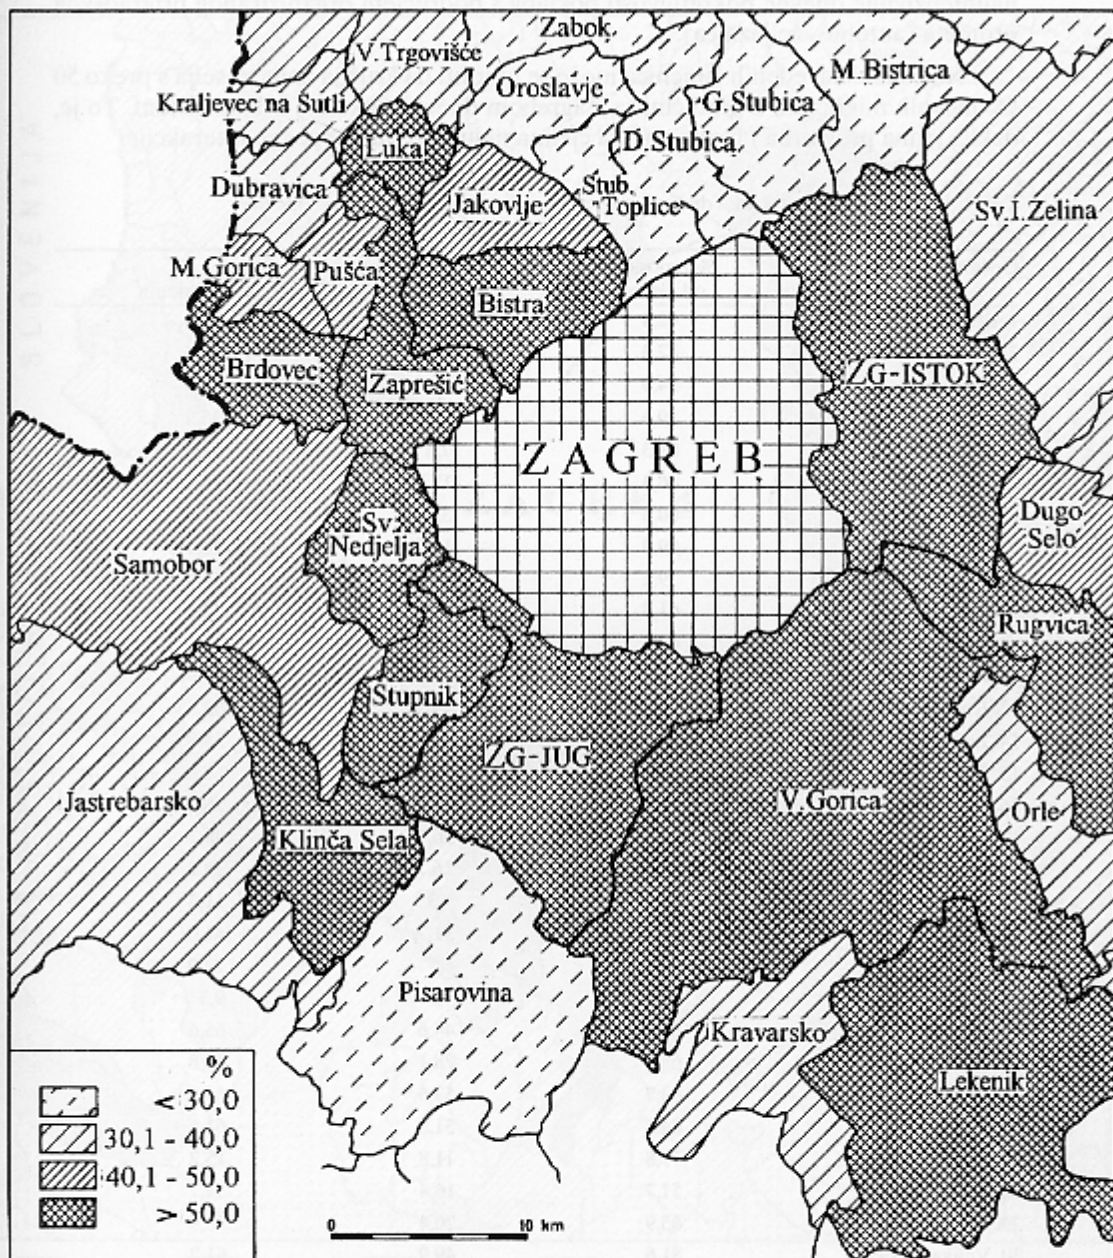 Zabok
V.Trgovišće
M.Bistrica
Oroslavje
Kraljevec na Sutli
G.Stubica
Luka
D.Stubica
Dubravica
Stub.
Toplice
Jakovlje
Sv.I.Zelina
M.Gorica
Pušća
Bistra
Brdovec
Zaprešić
ZG-ISTOK
ZAGREB
Dugo
Selo
Sv.
Nedjelja
Samobor
Rugvica
Stupnik
ZG-JUG
Jastrebarsko
V.Gorica
Orle
Klinča Sela
Pisarovina
Kravarsko
Lekenik
%
< 30,0
30,1 - 40,0
40,1 - 50,0
> 50,0
0 10 km